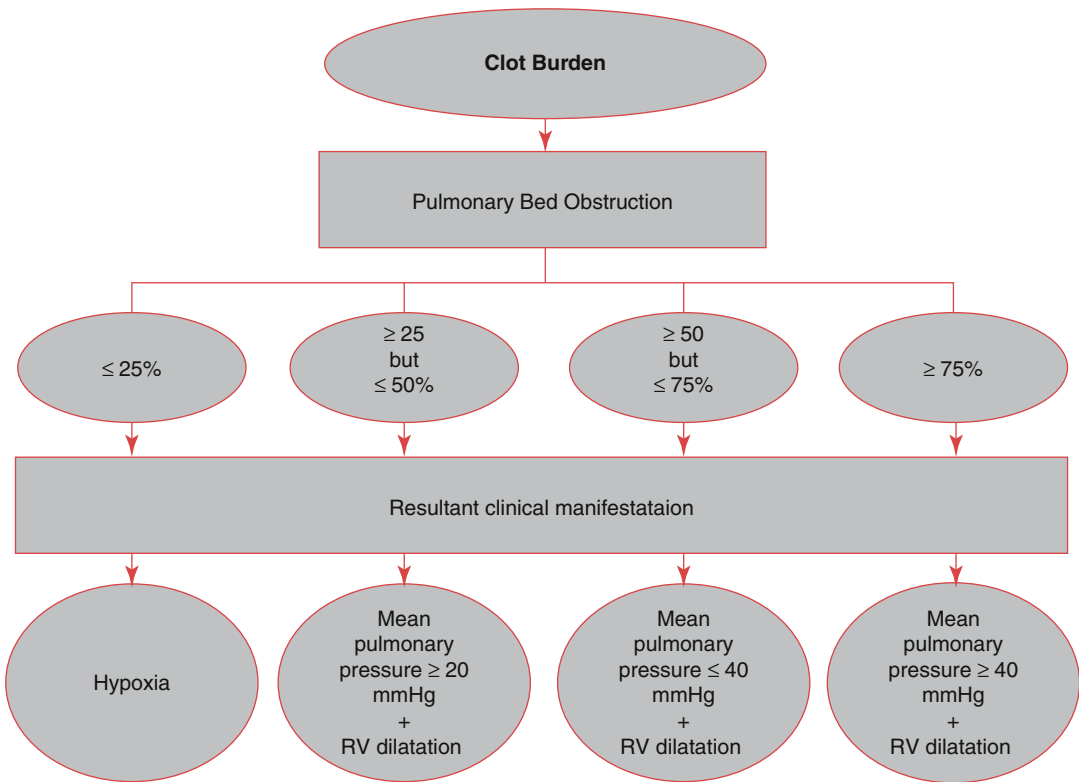 Clot Burden
Pulmonary Bed Obstruction
≤ 25%
≥ 25
but
≤ 50%
≥ 50
but
≤ 75%
≥ 75%
Resultant clinical manifestataion
Hypoxia
Mean
pulmonary
pressure ≥ 20
mmHg
+
RV dilatation
Mean
pulmonary
pressure ≤ 40
mmHg
+
RV dilatation
Mean
pulmonary
pressure ≥ 40
mmHg
+
RV dilatation